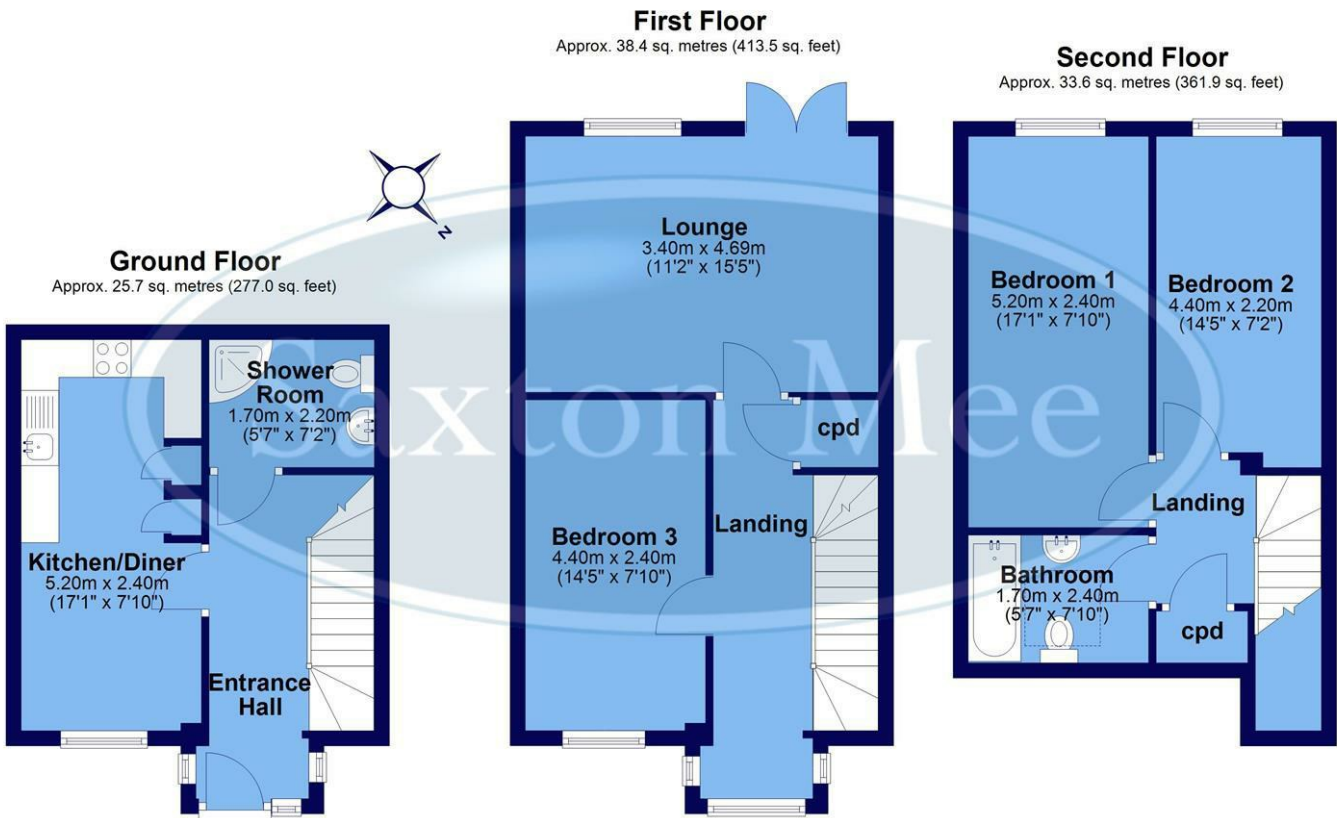 First Floor
Approx. 38.4 sq. metres (413.5 sq. feet)
Second Floor
Approx. 33.6 sq. metres (361.9 sq. feet)
Ground Floor
Approx. 25.7 sq. metres (277.0 sq. feet)
N
Lounge
3.40m x 4.69m
(11'2" x 15'5")
Bedroom 1
5.20m x 2.40m
(17'1" x 7'10")
Bedroom 2
4.40m x 2.20m
(14'5" x 7'2")
Shower
Room
1.70m x 2.20m
(5'7" x 7'2")
Saxton Mee
cpd
Kitchen/Diner
5.20m x 2.40m
(17'1" x 7'10")
Bedroom 3
4.40m x 2.40m
(14'5" x 7'10")
Landing
Landing
Bathroom
1.70m x 2.40m
(5'7" x 7'10")
cpd
Entrance
Hall